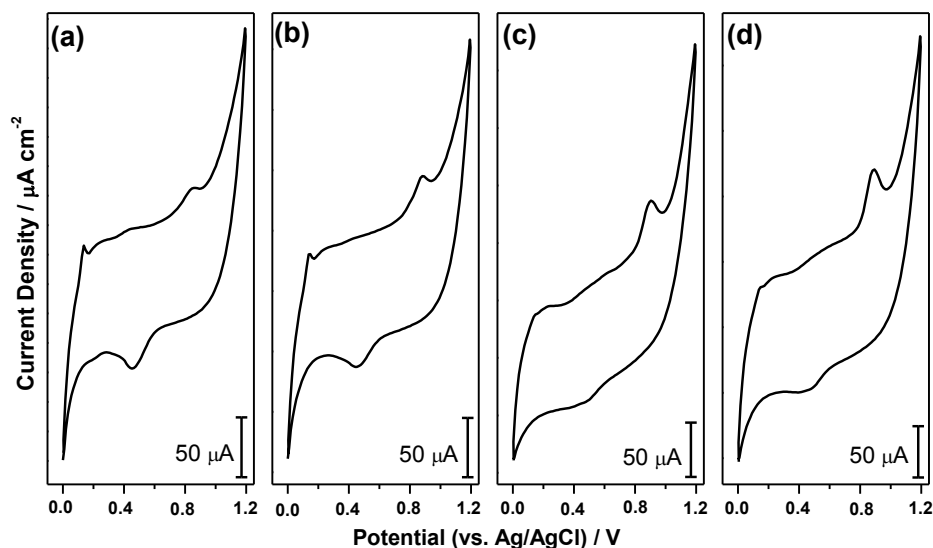 (a) (b) (c) (d)
Current Density / μA cm-2
50 μA 50 μA 50 μA 50 μA
0.0 0.4 0.8 1.2 0.0 0.4 0.8 1.2 0.0 0.4 0.8 1.2 0.0 0.4 0.8 1.2
Potential (vs. Ag/AgCl) / V